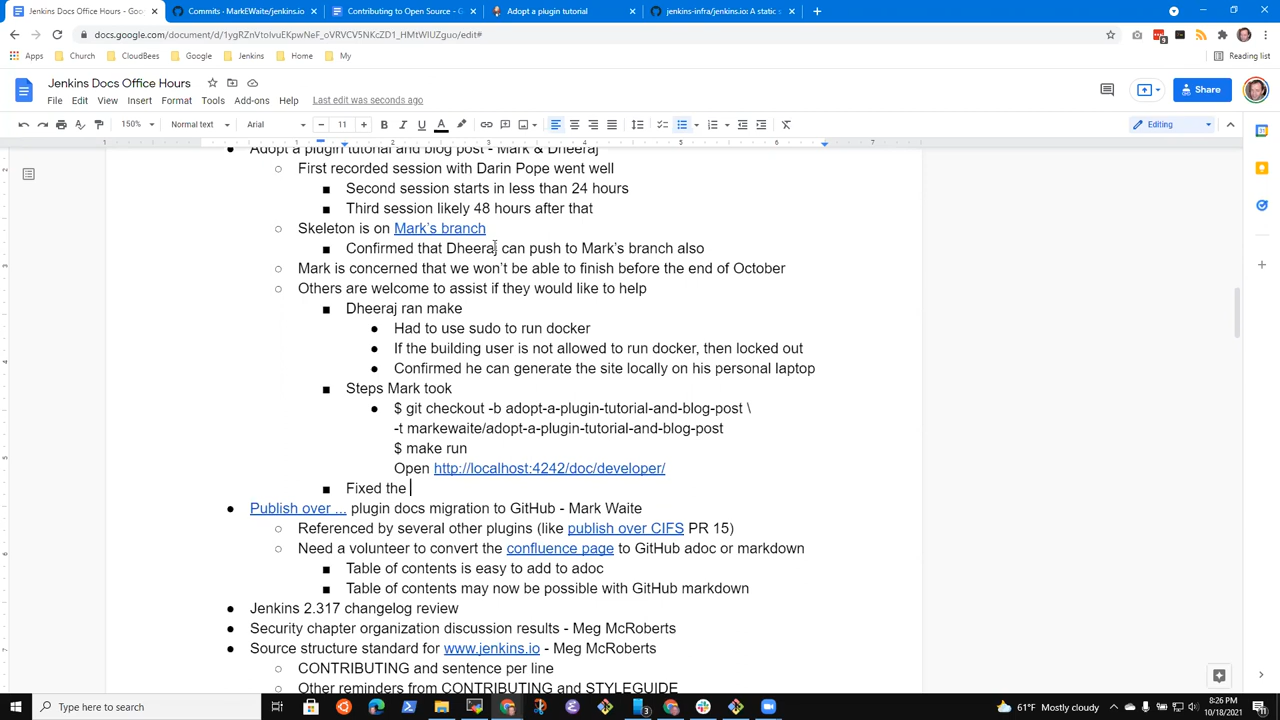 Jenkins Docs Office Hours - Goo
Commits · MarkEWaite/jenkins.io
Contributing to Open Source - G
Adopt a plugin tutorial
jenkins-infra/jenkins.io: A static s
docs.google.com/document/d/1ygRZnVtoIvuEKpwNeF_oVRVCV5NKcZD1_HMtWIUZguo/edit#
Apps
Church
CloudBees
Google
Jenkins
Home
My
Reading list
Jenkins Docs Office Hours
File Edit View Insert Format Tools Add-ons Help Last edit was seconds ago
Share
150% Normal text Arial 11 Editing
Adopt a plugin tutorial and blog post - Mark & Dheeraj
First recorded session with Darin Pope went well
Second session starts in less than 24 hours
Third session likely 48 hours after that
Skeleton is on Mark's branch
Confirmed that Dheeraj can push to Mark's branch also
Mark is concerned that we won't be able to finish before the end of October
Others are welcome to assist if they would like to help
Dheeraj ran make
Had to use sudo to run docker
If the building user is not allowed to run docker, then locked out
Confirmed he can generate the site locally on his personal laptop
Steps Mark took
$ git checkout -b adopt-a-plugin-tutorial-and-blog-post \
-t markewaite/adopt-a-plugin-tutorial-and-blog-post
$ make run
Open http://localhost:4242/doc/developer/
Fixed the
Publish over ... plugin docs migration to GitHub - Mark Waite
Referenced by several other plugins (like publish over CIFS PR 15)
Need a volunteer to convert the confluence page to GitHub adoc or markdown
Table of contents is easy to add to adoc
Table of contents may now be possible with GitHub markdown
Jenkins 2.317 changelog review
Security chapter organization discussion results - Meg McRoberts
Source structure standard for www.jenkins.io - Meg McRoberts
CONTRIBUTING and sentence per line
Other reminders from CONTRIBUTING and STYLEGUIDE
Type here to search
61°F Mostly cloudy
8:26 PM
10/18/2021